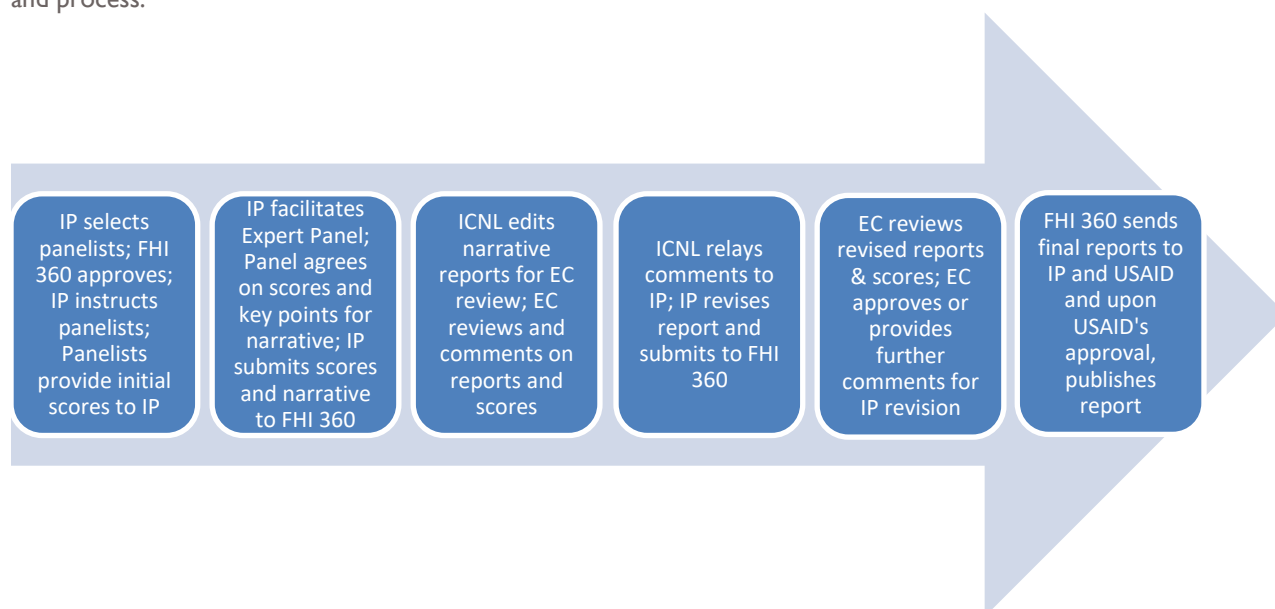 and process.
IP selects
panelists; FHI
360 approves;
IP instructs
panelists;
Panelists
provide initial
scores to IP
IP facilitates
Expert Panel;
Panel agrees
on scores and
key points for
narrative; IP
submits scores
and narrative
to FHI 360
ICNL edits
narrative
reports for EC
review; EC
reviews and
comments on
reports and
scores
ICNL relays
comments to
IP; IP revises
report and
submits to FHI
360
EC reviews
revised reports
& scores; EC
approves or
provides
further
comments for
IP revision
FHI 360 sends
final reports to
IP and USAID
and upon
USAID's
approval,
publishes
report